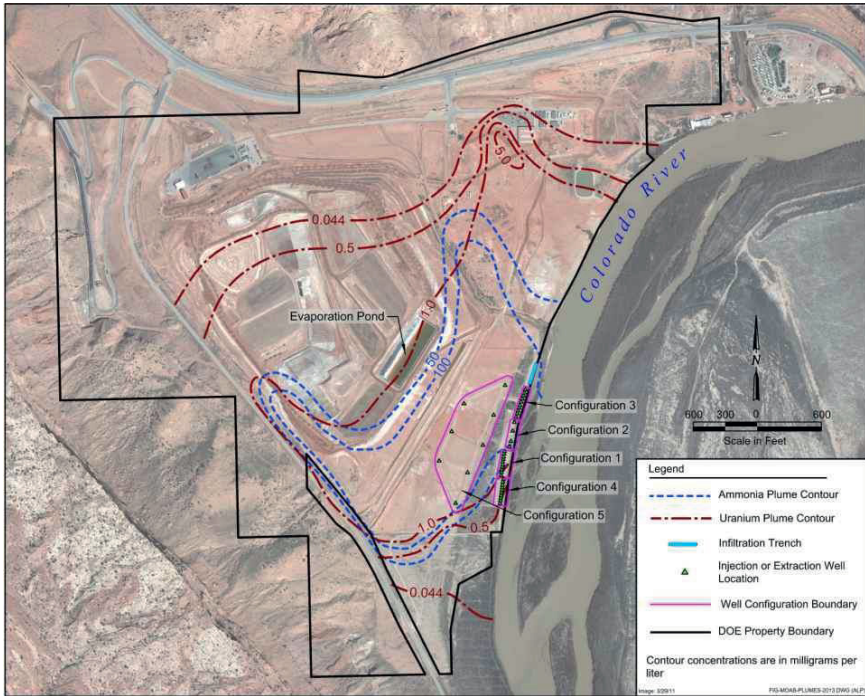 Colorado River
5.0
0.044
0.5
1.0
Evaporation Pond
50
100
N
600 0 600
Scale in Feet
Configuration 3
Configuration 2
Configuration 1
Configuration 4
Configuration 5
1.0
0.5
0.044
Legend
Ammonia Plume Contour
Uranium Plume Contour
Infiltration Trench
Injection or Extraction Well
Location
Well Configuration Boundary
DOE Property Boundary
Contour concentrations are in milligrams per
liter